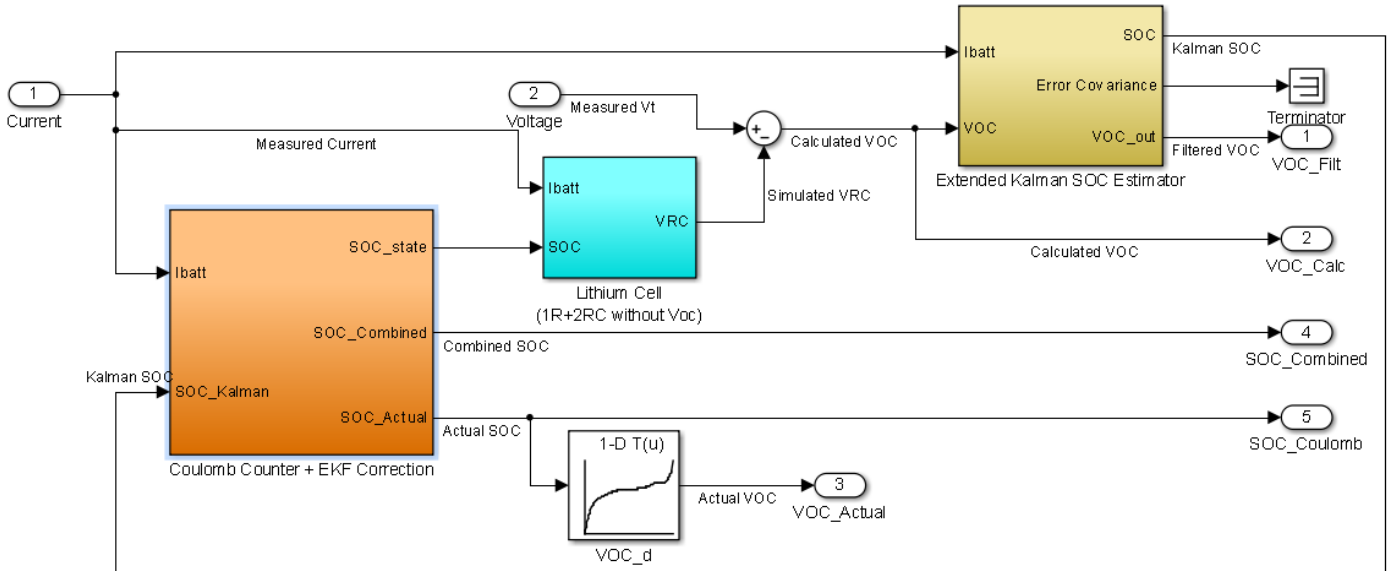 SOC
Kalman SOC
Ibatt
Error Covariance
1
Current
2
Measured Vt
Voltage
+
-
Calculated VOC
VOC
VOC_out
Filtered VOC
Terminator
1
VOC_Filt
Extended Kalman SOC Estimator
Measured Current
Ibatt
VRC
SOC
Simulated VRC
Lithium Cell
(1R+2RC without Voc)
Calculated VOC
2
VOC_Calc
SOC_state
Ibatt
SOC_Combined
Combined SOC
4
SOC_Combined
Kalman SOC
SOC_Kalman
SOC_Actual
Actual SOC
5
SOC_Coulomb
Coulomb Counter + EKF Correction
1-D T(u)
VOC_d
Actual VOC
3
VOC_Actual